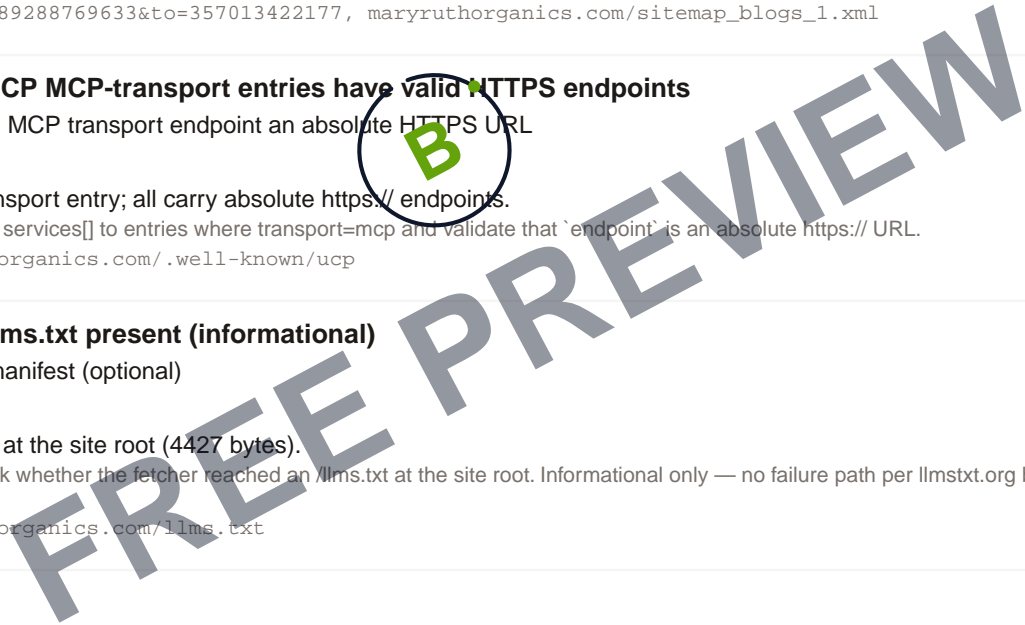 89288769633&to=357013422177, maryruthorganics.com/sitemap_blogs_1.xml
CP MCP-transport entries have valid HTTPS endpoints
MCP transport endpoint an absolute HTTPS URL
B
nsport entry; all carry absolute https:// endpoints.
services[] to entries where transport=mcp and validate that `endpoint` is an absolute https:// URL.
organics.com/.well-known/ucp
lms.txt present (informational)
manifest (optional)
at the site root (4427 bytes).
k whether the fetcher reached an /llms.txt at the site root. Informational only — no failure path per llmstxt.org
organics.com/llms.txt
FREE PREVIEW